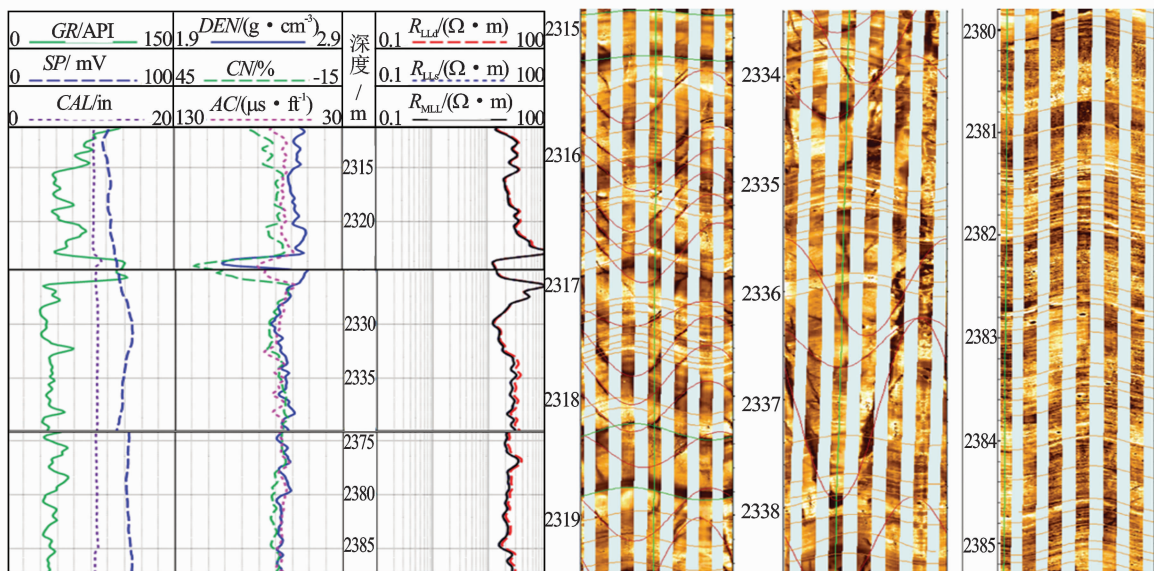 0 GR/API 150
0 SP/ mV 100
0 CAL/in 20
1.9 DEN/(g • cm⁻³) 2.9
45 CN/% -15
130 AC/(μs • ft⁻¹) 30
深度/m
0.1 R_LLd/(Ω • m) 100
0.1 R_LLs/(Ω • m) 100
0.1 R_MLL/(Ω • m) 100
2315
2320
2330
2335
2375
2380
2385
2315
2316
2317
2318
2319
2334
2335
2336
2337
2338
2380
2381
2382
2383
2384
2385